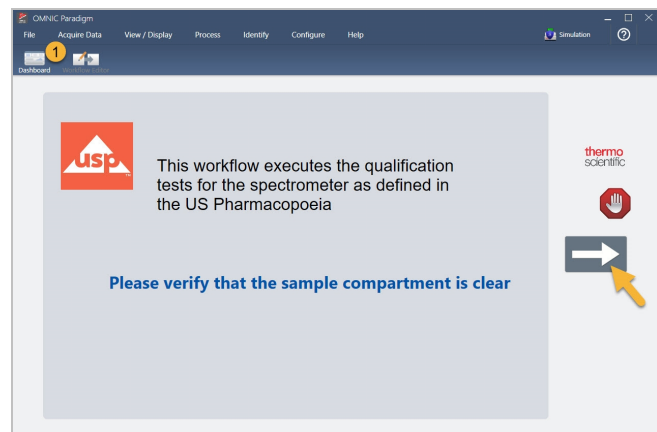 OMNIC Paradigm
File Acquire Data View / Display Process Identify Configure Help Simulation
1
Dashboard Workflow Editor
usp
This workflow executes the qualification
tests for the spectrometer as defined in
the US Pharmacopoeia
Please verify that the sample compartment is clear
thermo
scientific